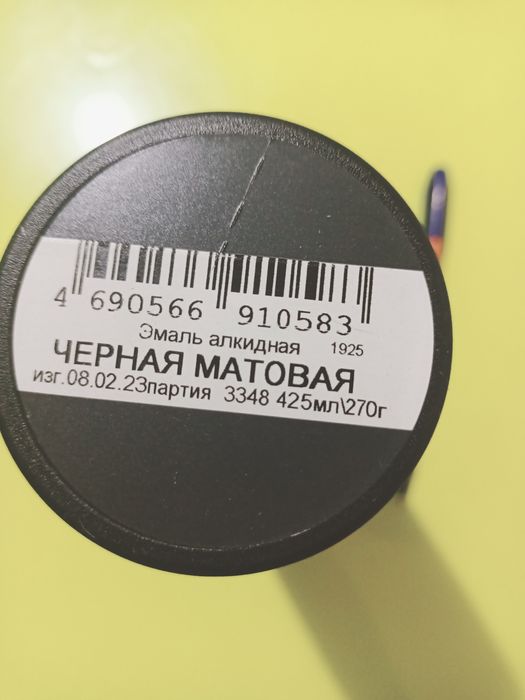 4 690566 910583
Эмаль алкидная 1925
ЧЕРНАЯ МАТОВАЯ
изг.08.02.23партия 3348 425мл\270г